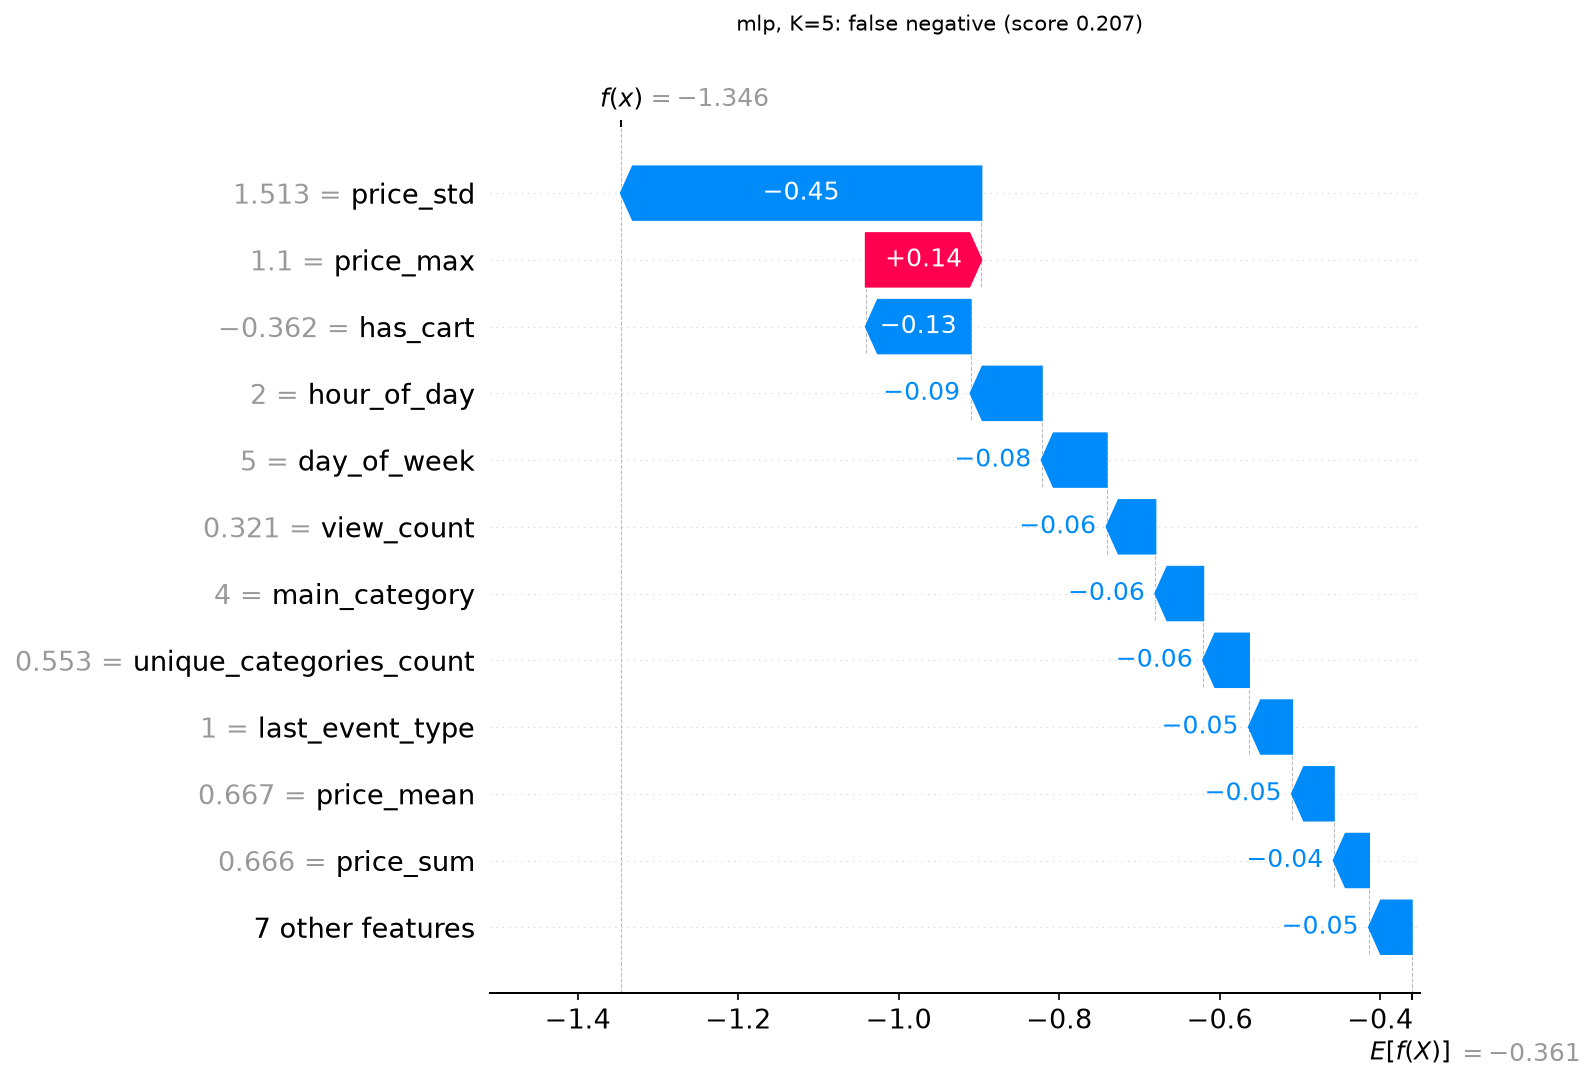 mlp, K=5: false negative (score 0.207)
f(x) = −1.346
1.513 = price_std −0.45
1.1 = price_max +0.14
−0.362 = has_cart −0.13
2 = hour_of_day −0.09
5 = day_of_week −0.08
0.321 = view_count −0.06
4 = main_category −0.06
0.553 = unique_categories_count −0.06
1 = last_event_type −0.05
0.667 = price_mean −0.05
0.666 = price_sum −0.04
7 other features −0.05
−1.4 −1.2 −1.0 −0.8 −0.6 −0.4
E[f(X)] = −0.361